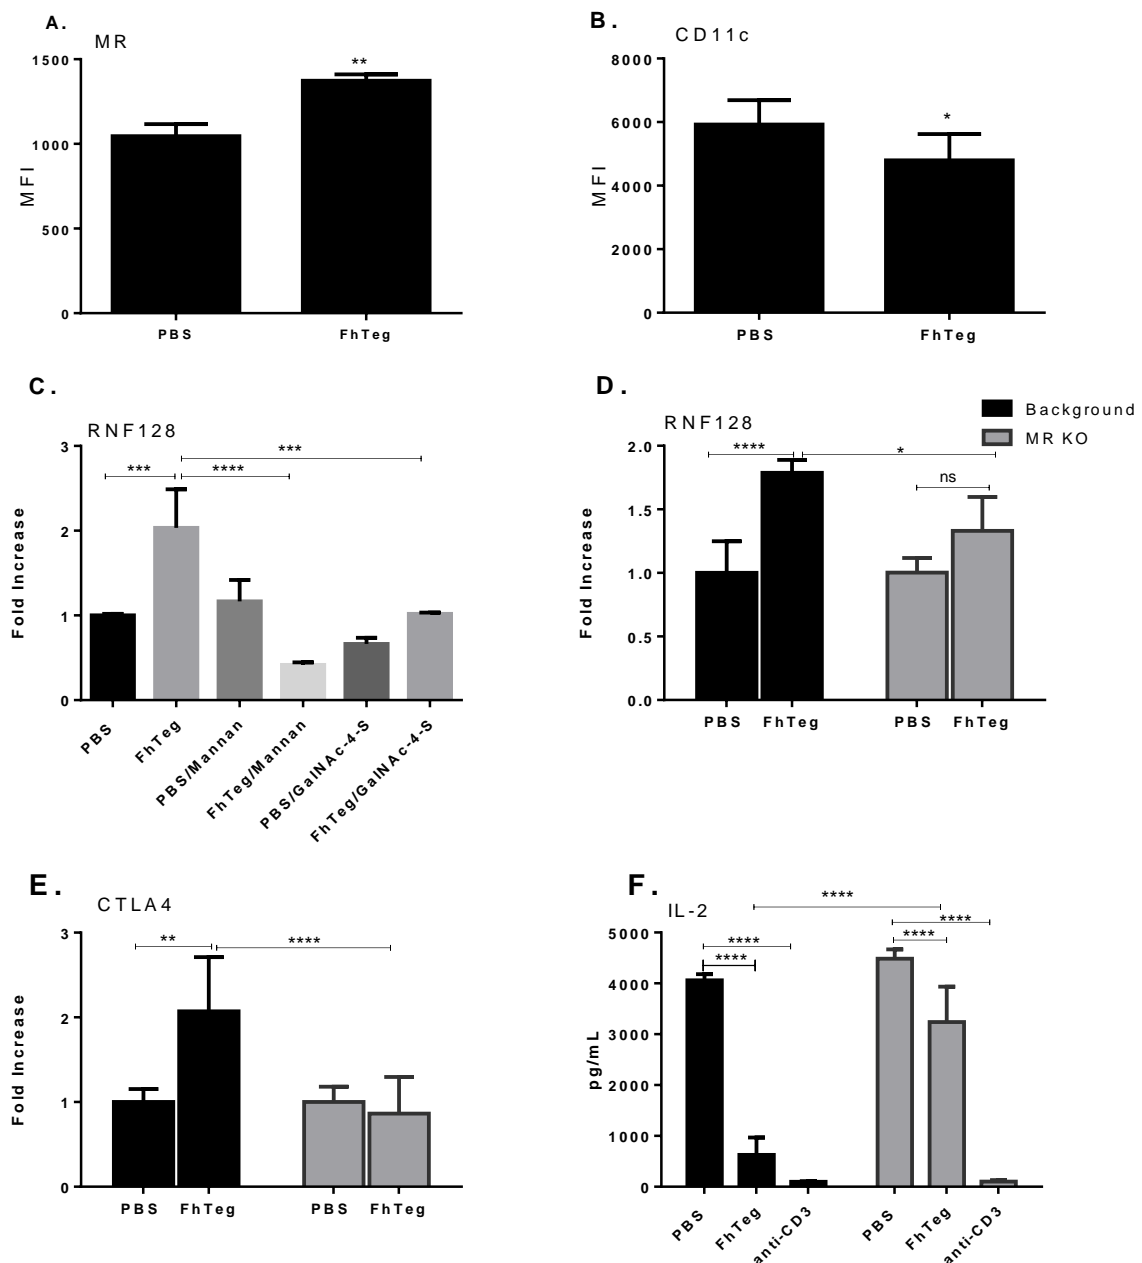 A.
MR
**
1500
1000
500
0
MFI
PBS
FhTeg
B.
CD11c
*
8000
6000
4000
2000
0
MFI
PBS
FhTeg
C.
RNF128
***
***
****
3
2
1
0
Fold Increase
PBS
FhTeg
PBS/Mannan
FhTeg/Mannan
PBS/GalNAc-4-S
FhTeg/GalNAc-4-S
D.
RNF128
Background
MR KO
****
*
ns
2.0
1.5
1.0
0.5
0.0
Fold Increase
PBS
FhTeg
PBS
FhTeg
E.
CTLA4
**
****
3
2
1
0
Fold Increase
PBS
FhTeg
PBS
FhTeg
F.
IL-2
****
****
****
****
****
5000
4000
3000
2000
1000
0
pg/mL
PBS
FhTeg
anti-CD3
PBS
FhTeg
anti-CD3